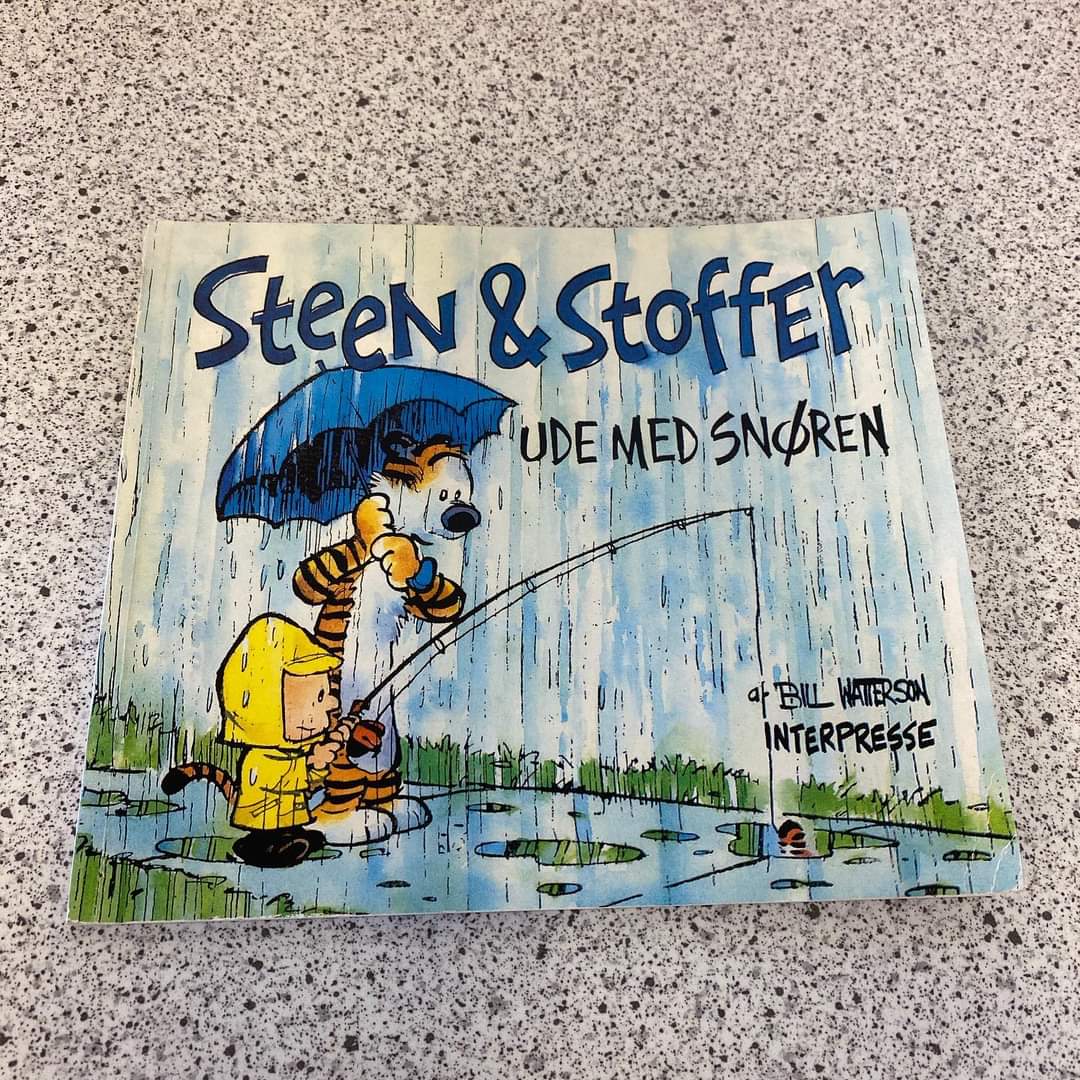 Steen & Stoffer
UDE MED SNØREN
af BILL WATTERSON
INTERPRESSE